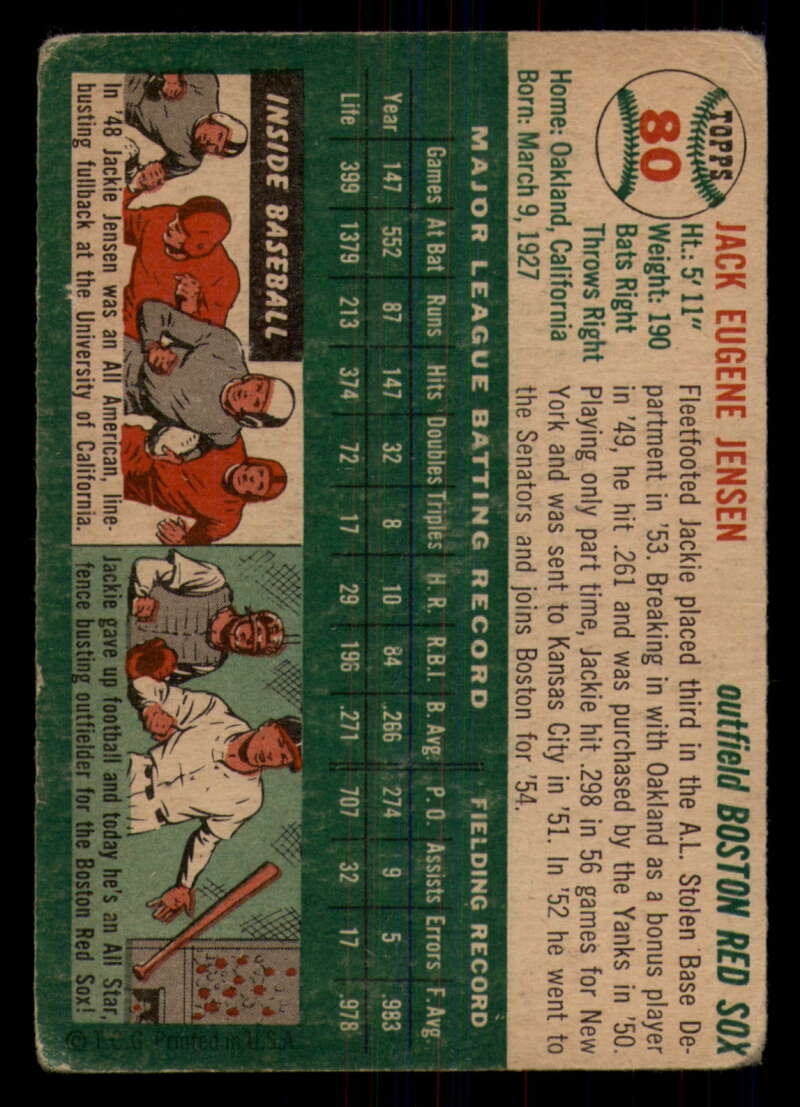 TOPPS
80
JACK EUGENE JENSEN
outfield BOSTON RED SOX
Ht.: 5' 11"
Weight: 190
Bats Right
Throws Right
Home: Oakland, California
Born: March 9, 1927
Fleetfooted Jackie placed third in the A.L. Stolen Base De-
partment in '53. Breaking in with Oakland as a bonus player
in '49, he hit .261 and was purchased by the Yanks in '50.
Playing only part time, Jackie hit .298 in 56 games for New
York and was sent to Kansas City in '51. In '52 he went to
the Senators and joins Boston for '54.
MAJOR LEAGUE BATTING RECORD FIELDING RECORD
Games At Bat Runs Hits Doubles Triples H. R. R.B.I. B. Avg. P. O. Assists Errors F. Avg.
Year 147 552 87 147 32 8 10 84 .266 274 9 5 .983
Life 399 1379 213 374 72 17 29 196 .271 707 32 17 .978
INSIDE BASEBALL
In '48 Jackie Jensen was an All American, line-
busting fullback at the University of California.
Jackie gave up football and today he's an All Star,
fence busting outfielder for the Boston Red Sox!
© T. C. G. Printed in U.S.A.